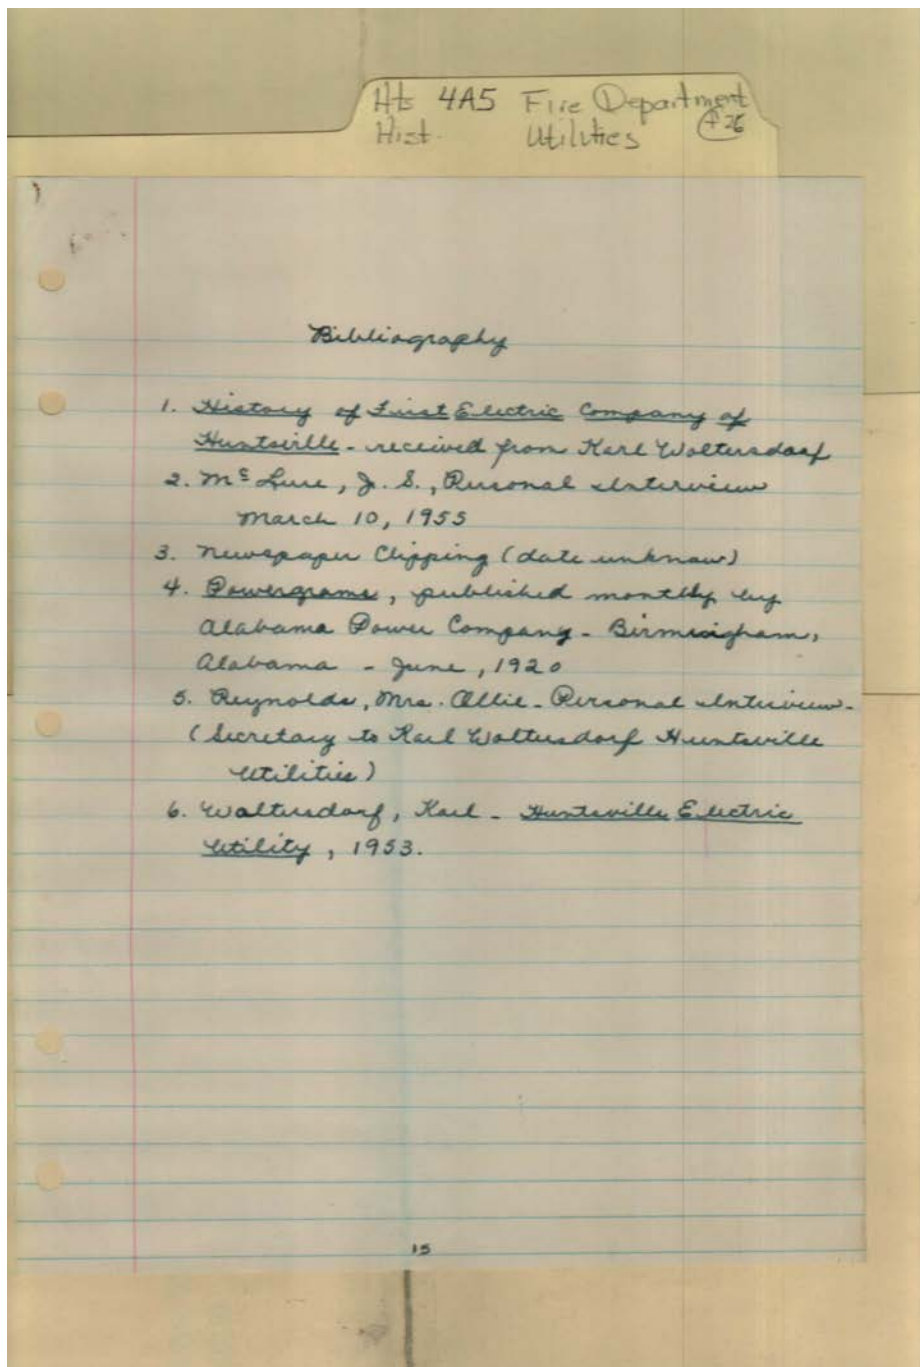 Hts 4A5 Fire Department
Hist. Utilities +26
Bibliography
1. History of First Electric Company of
Huntsville - received from Karl Woltersdorf
2. McLure, J. S., Personal Interview
March 10, 1955
3. Newspaper Clipping (date unknow)
4. Powergrams, published monthly by
Alabama Power Company - Birmingham,
Alabama - June, 1920
5. Reynolds, Mrs. Ollie - Personal Interview -
(Secretary to Karl Woltersdorf Huntsville
Utilities)
6. Woltersdorf, Karl - Huntsville Electric
Utility, 1953.
15